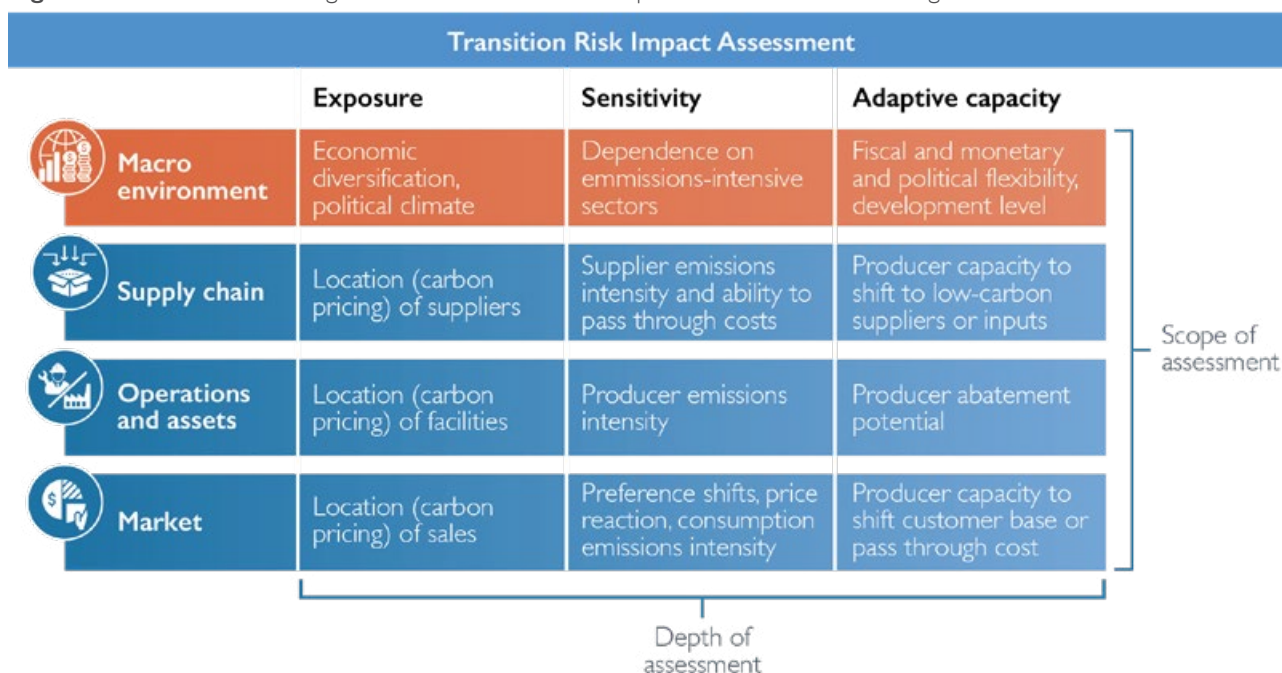 Transition Risk Impact Assessment
Exposure
Sensitivity
Adaptive capacity
Macro
environment
Economic
diversification,
political climate
Dependence on
emmissions-intensive
sectors
Fiscal and monetary
and political flexibility,
development level
Supply chain
Location (carbon
pricing) of suppliers
Supplier emissions
intensity and ability to
pass through costs
Producer capacity to
shift to low-carbon
suppliers or inputs
Operations
and assets
Location (carbon
pricing) of facilities
Producer emissions
intensity
Producer abatement
potential
Market
Location (carbon
pricing) of sales
Preference shifts, price
reaction, consumption
emissions intensity
Producer capacity to
shift customer base or
pass through cost
Scope of
assessment
Depth of
assessment